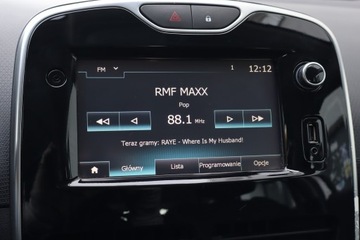 FM
1
12:12
RMF MAXX
Pop
88.1 MHz
Teraz gramy: RAYE - Where Is My Husband!
Główny Lista Programowanie Opcje